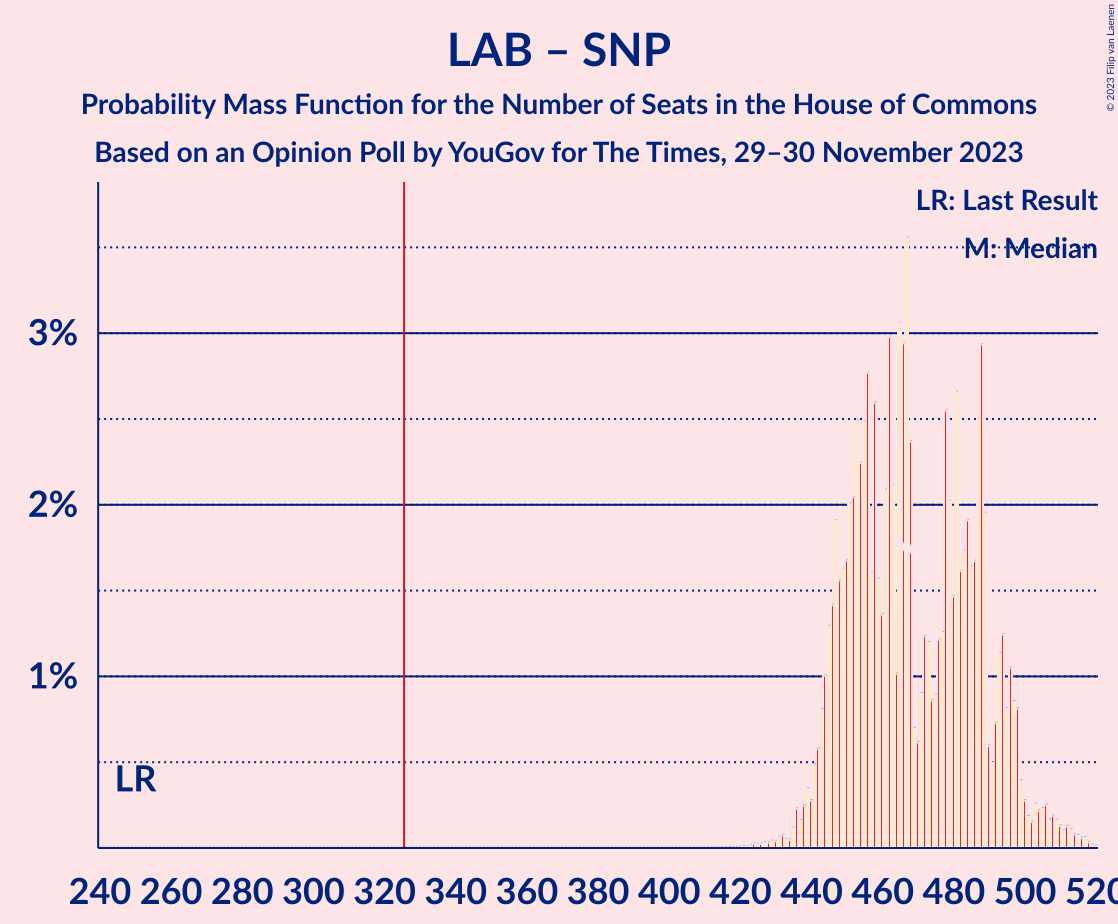 LAB – SNP
Probability Mass Function for the Number of Seats in the House of Commons
Based on an Opinion Poll by YouGov for The Times, 29–30 November 2023
© 2023 Filip van Laenen
LR: Last Result
M: Median
3%
2%
1%
LR
240 260 280 300 320 340 360 380 400 420 440 460 480 500 520